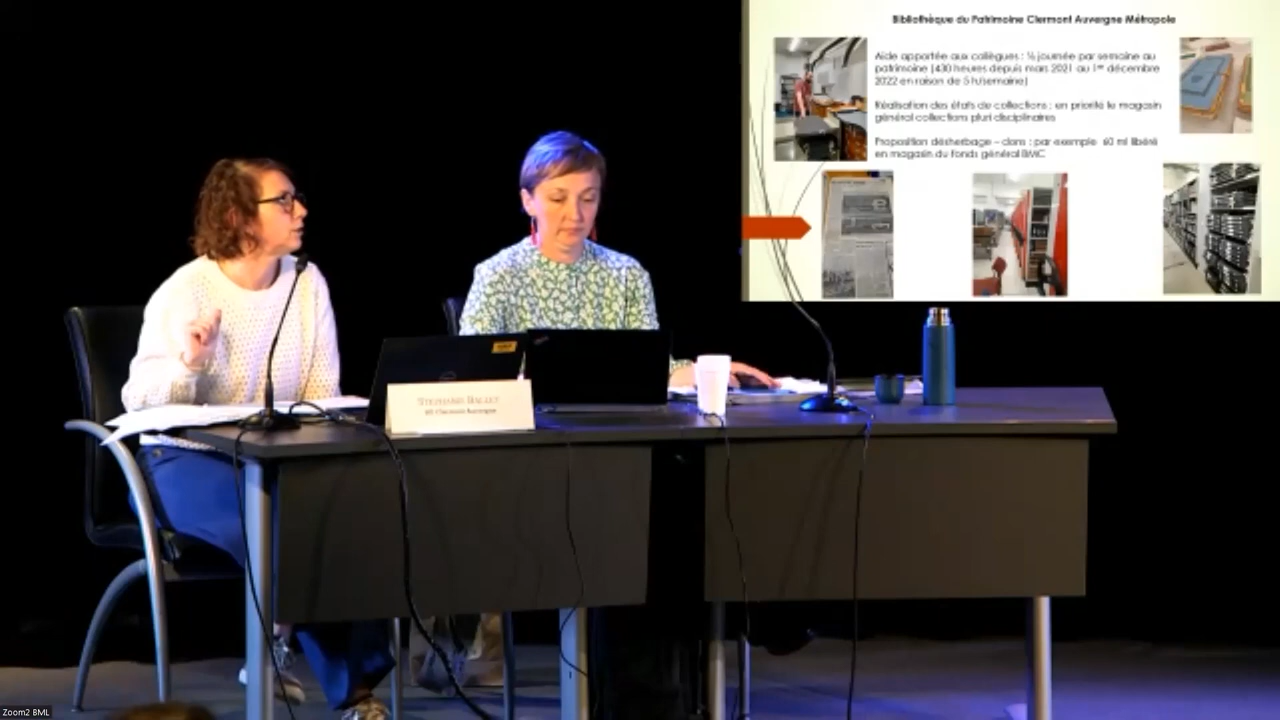 Bibliothèque du Patrimoine Clermont Auvergne Métropole
Aide apportée aux collègues : ½ journée par semaine au
patrimoine (430 heures depuis mars 2021 au 1er décembre
2022 en raison de 5 h/semaine)
Réalisation des états de collections : en priorité le magasin
général collections pluri disciplinaires
Proposition désherbage – dons : par exemple 60 ml libéré
en magasin du fonds général BMC
Zoom2 BML